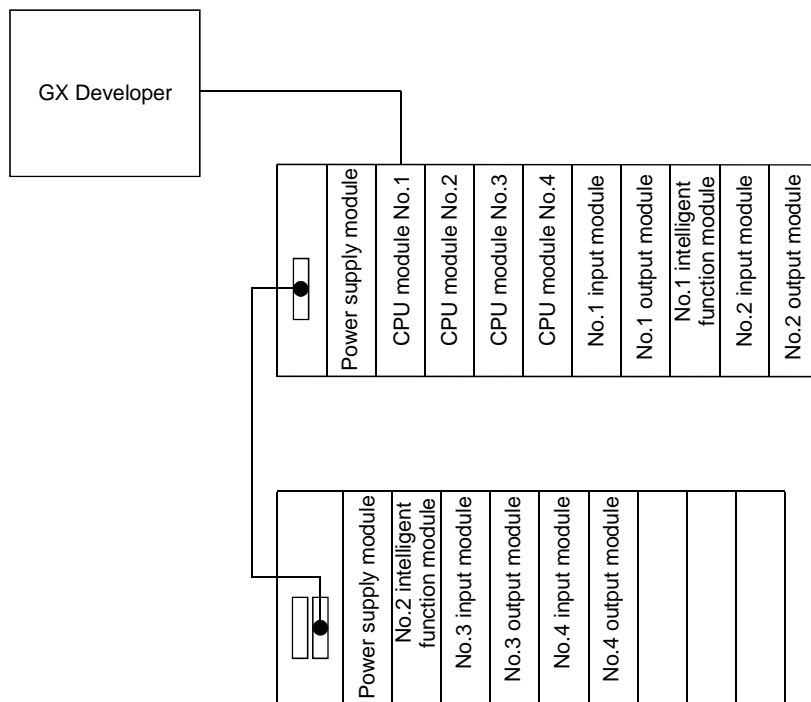 GX Developer
Power supply module
CPU module No.1
CPU module No.2
CPU module No.3
CPU module No.4
No.1 input module
No.1 output module
No.1 intelligent
function module
No.2 input module
No.2 output module
Power supply module
No.2 intelligent
function module
No.3 input module
No.3 output module
No.4 input module
No.4 output module